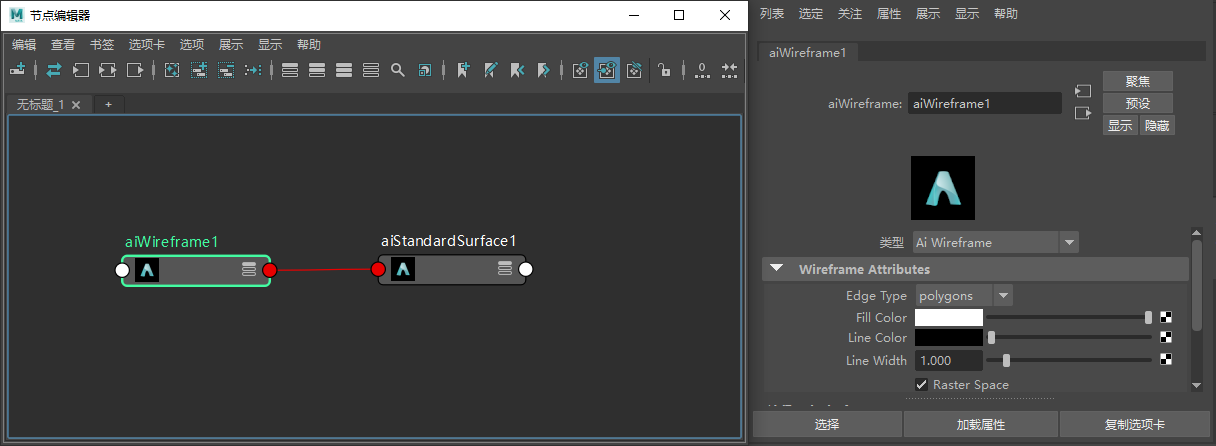 节点编辑器
编辑 查看 书签 选项卡 选项 展示 显示 帮助
无标题_1
aiWireframe1
aiStandardSurface1
列表 选定 关注 属性 展示 显示 帮助
aiWireframe1
aiWireframe: aiWireframe1
聚焦
预设
显示 隐藏
类型 Ai Wireframe
Wireframe Attributes
Edge Type polygons
Fill Color
Line Color
Line Width 1.000
Raster Space
选择 加载属性 复制选项卡